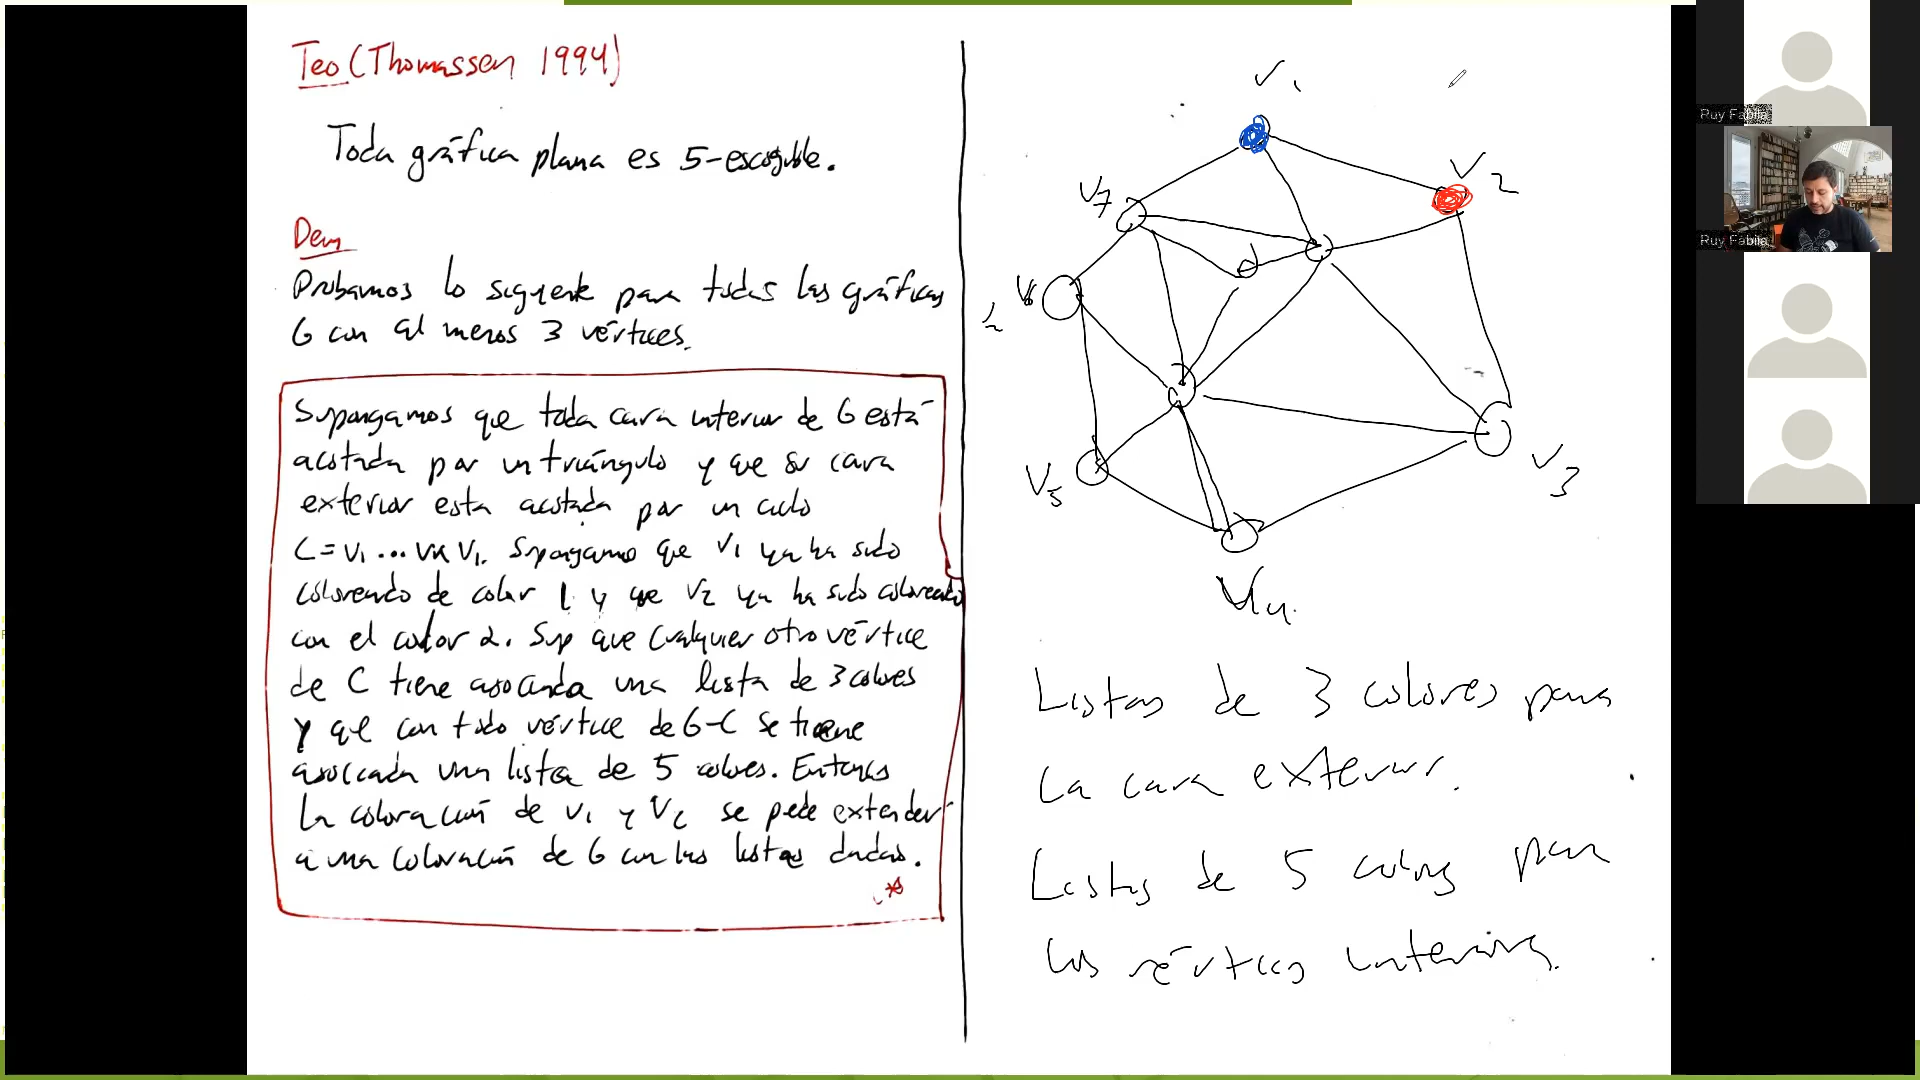 Teo (Thomassen 1994)
Toda gráfica plana es 5-escogible.
Dem
Probamos lo siguiente para todas las gráficas
G con al menos 3 vértices.
Supongamos que toda cara interior de G está
acotada por un triángulo y que su cara
exterior esta acotada por un ciclo
C = v1 ... vk v1. Supongamos que v1 ya ha sido
coloreado de color 1 y que v2 ya ha sido coloreado
con el color 2. Sup que cualquier otro vértice
de C tiene asociada una lista de 3 colores
y que con todo vértice de G-C se tiene
asociada una lista de 5 colores. Entonces
la coloración de v1 y v2 se puede extender
a una coloración de G con las listas dadas.
*
v1
v2
v7
v6
v5
v3
v4.
Listas de 3 colores para
la cara exterior.
Listas de 5 colores para
los vértices interiores.
Ruy Fabila
Ruy Fabila